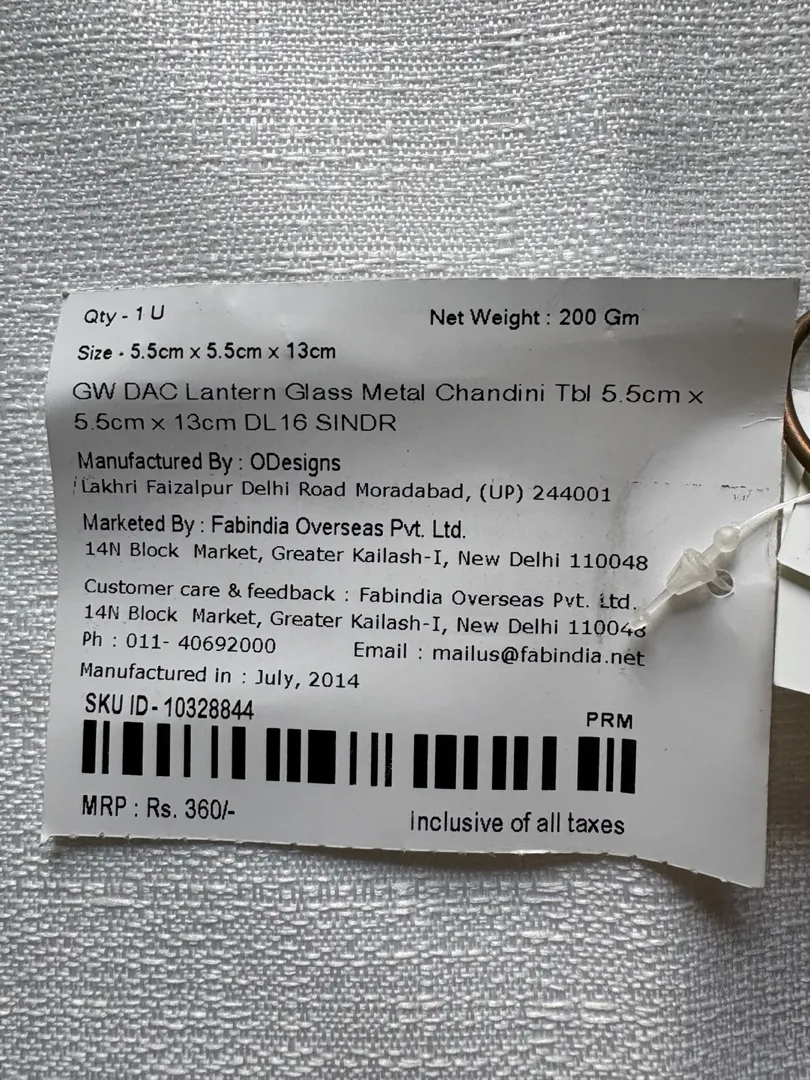 Qty - 1 U Net Weight : 200 Gm
Size - 5.5cm x 5.5cm x 13cm
GW DAC Lantern Glass Metal Chandini Tbl 5.5cm x
5.5cm x 13cm DL16 SINDR
Manufactured By : ODesigns
Lakhri Faizalpur Delhi Road Moradabad, (UP) 244001
Marketed By : Fabindia Overseas Pvt. Ltd.
14N Block Market, Greater Kailash-I, New Delhi 110048
Customer care & feedback : Fabindia Overseas Pvt. Ltd.
14N Block Market, Greater Kailash-I, New Delhi 110048
Ph : 011- 40692000 Email : mailus@fabindia.net
Manufactured in : July, 2014
SKU ID- 10328844 PRM
MRP : Rs. 360/- inclusive of all taxes